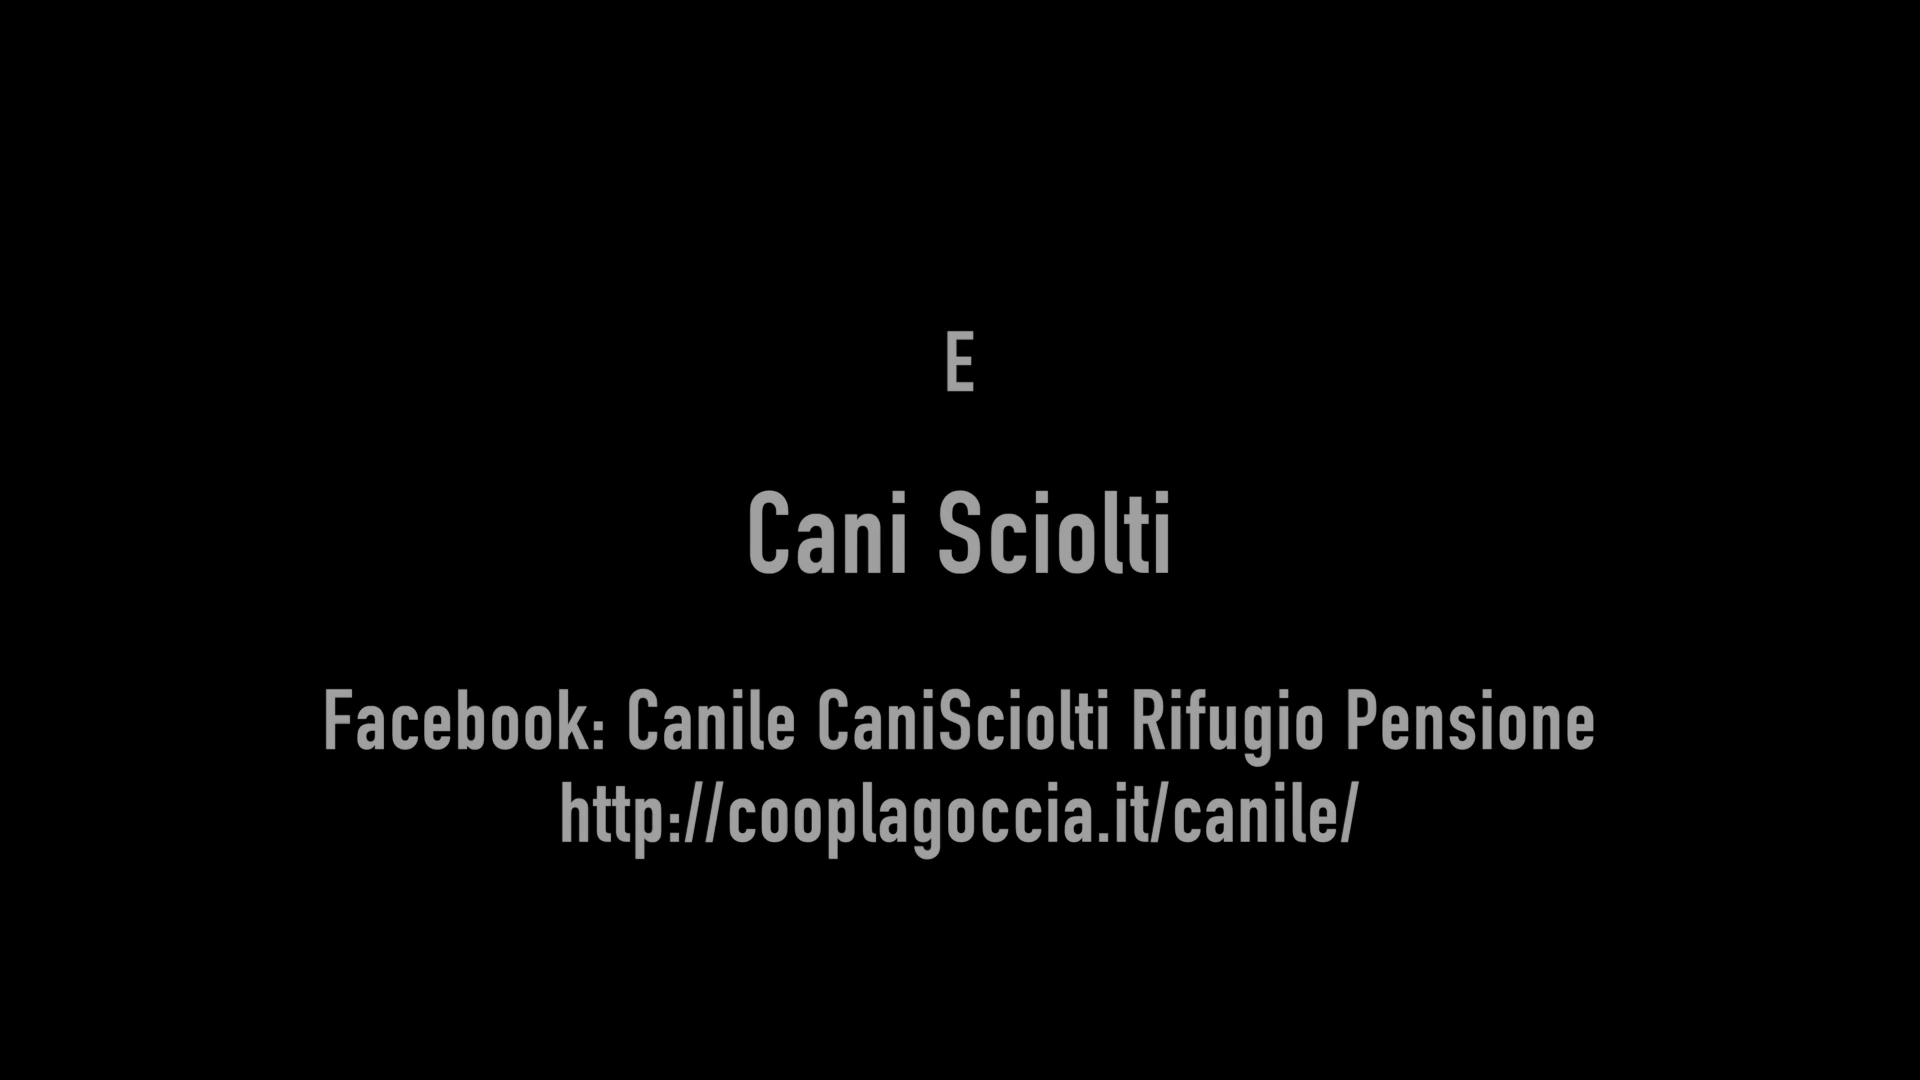 E
Cani Sciolti
Facebook: Canile CaniSciolti Rifugio Pensione
http://cooplagoccia.it/canile/